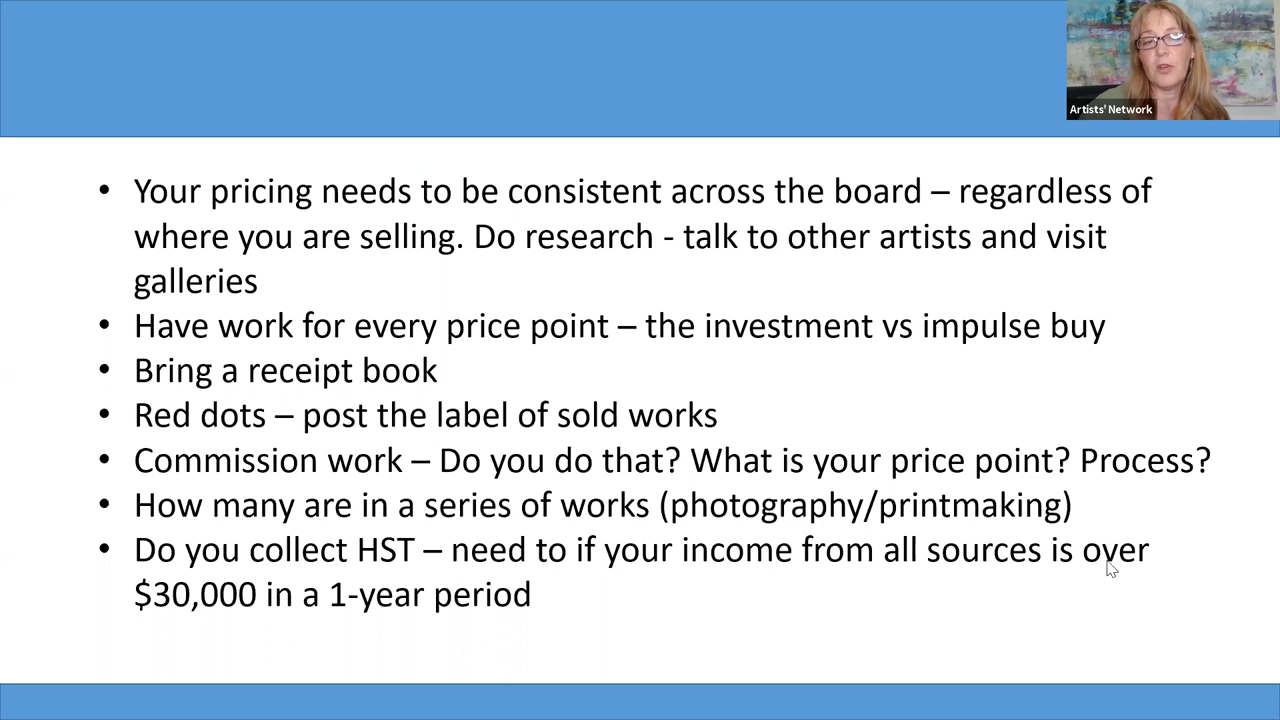 Artists' Network
• Your pricing needs to be consistent across the board – regardless of
where you are selling. Do research - talk to other artists and visit
galleries
• Have work for every price point – the investment vs impulse buy
• Bring a receipt book
• Red dots – post the label of sold works
• Commission work – Do you do that? What is your price point? Process?
• How many are in a series of works (photography/printmaking)
• Do you collect HST – need to if your income from all sources is over
$30,000 in a 1-year period